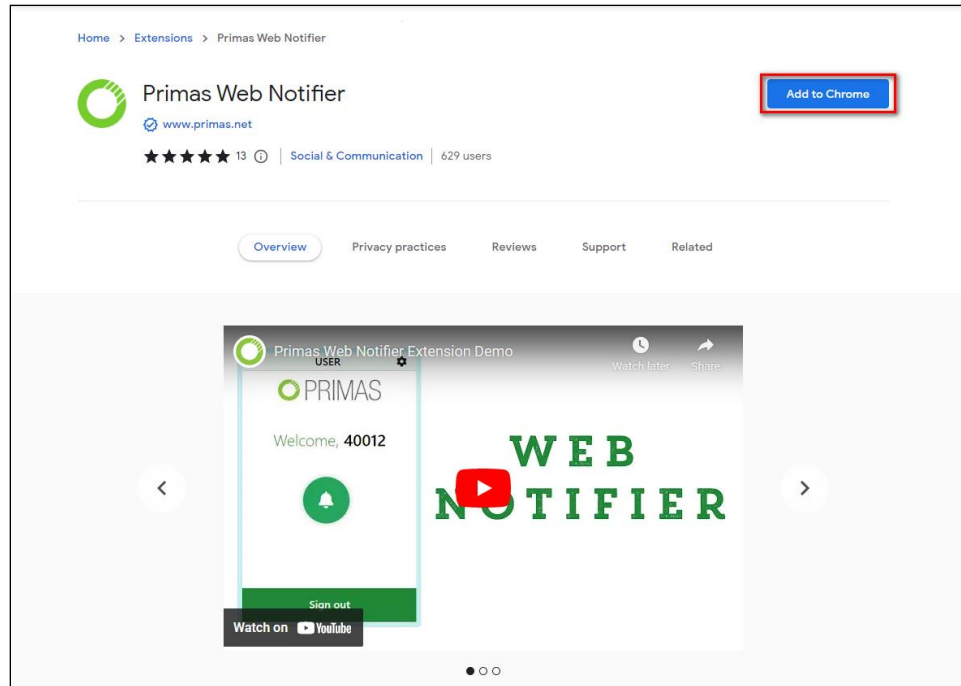 Home > Extensions > Primas Web Notifier
Primas Web Notifier
Add to Chrome
www.primas.net
13 | Social & Communication | 629 users
Overview Privacy practices Reviews Support Related
Primas Web Notifier Extension Demo
Watch later Share
USER
PRIMAS
Welcome, 40012
WEB
NOTIFIER
Sign out
Watch on YouTube